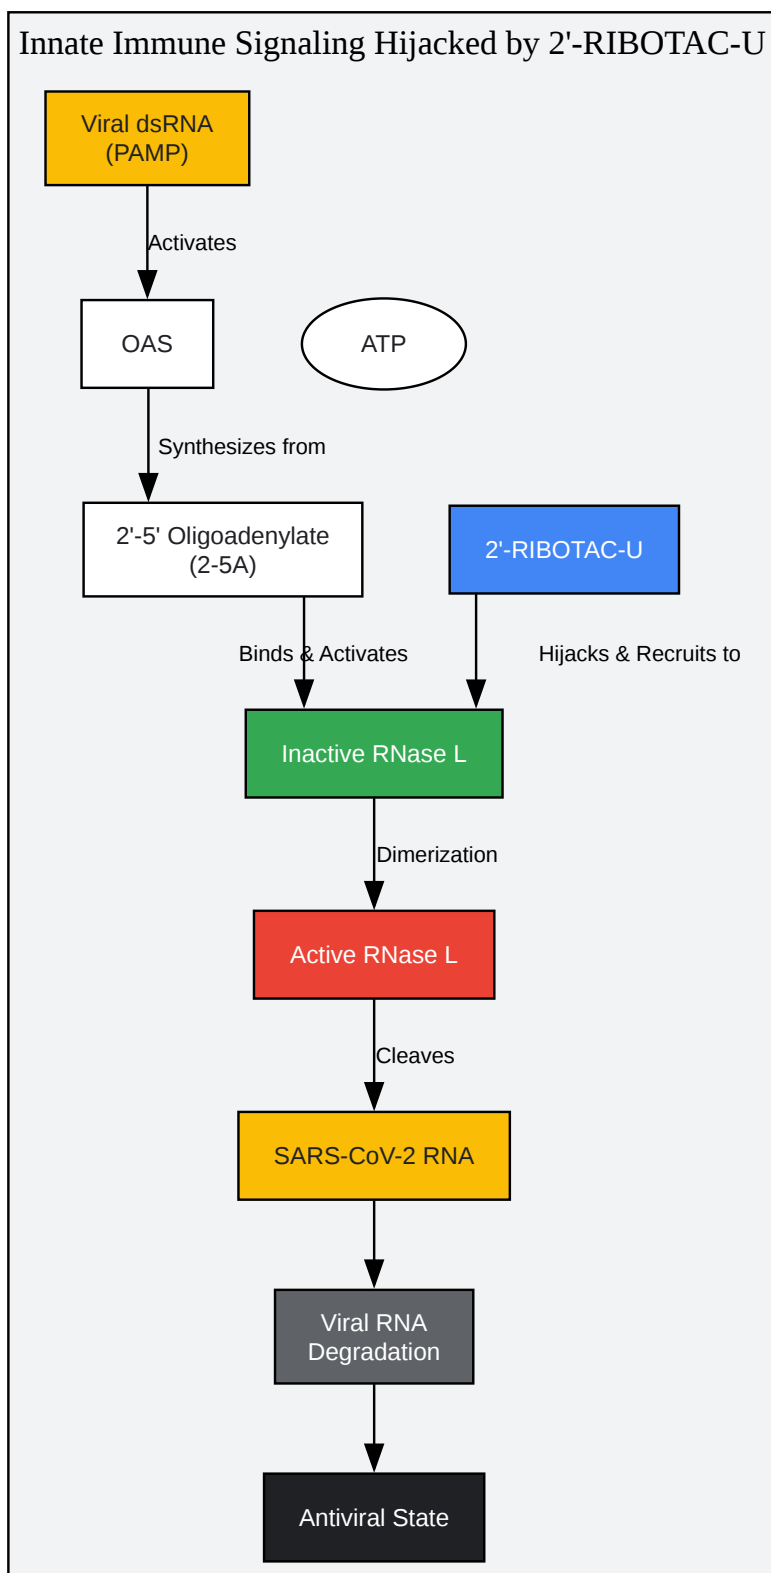 Innate Immune Signaling Hijacked by 2'-RIBOTAC-U
Viral dsRNA
(PAMP)
Activates
OAS
ATP
Synthesizes from
2'-5' Oligoadenylate
(2-5A)
2'-RIBOTAC-U
Binds & Activates
Hijacks & Recruits to
Inactive RNase L
Dimerization
Active RNase L
Cleaves
SARS-CoV-2 RNA
Viral RNA
Degradation
Antiviral State